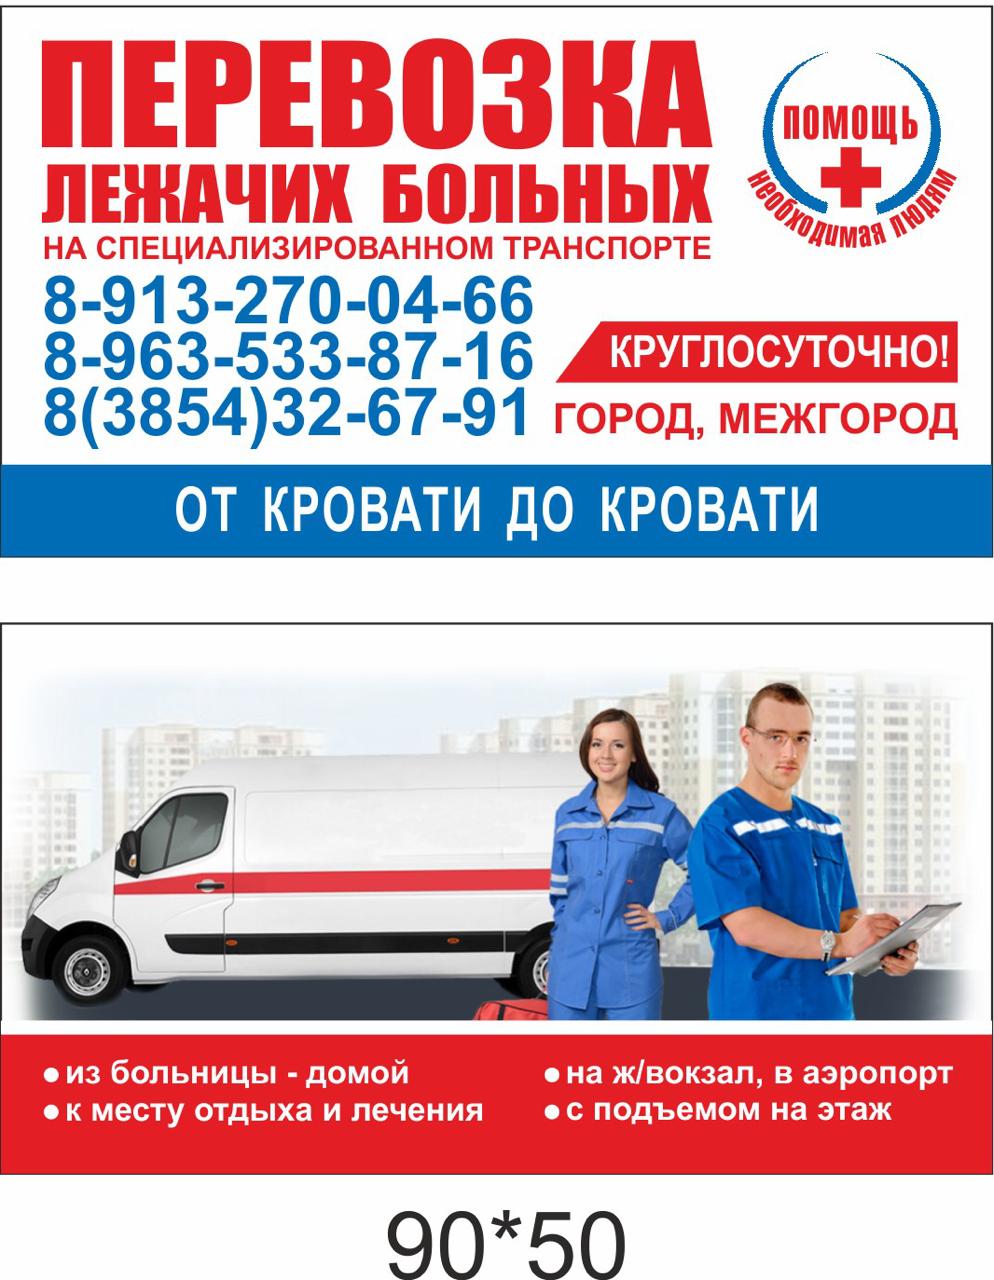 ПЕРЕВОЗКА
ЛЕЖАЧИХ БОЛЬНЫХ
НА СПЕЦИАЛИЗИРОВАННОМ ТРАНСПОРТЕ
ПОМОЩЬ
необходимая людям
8-913-270-04-66
8-963-533-87-16
8(3854)32-67-91
КРУГЛОСУТОЧНО!
ГОРОД, МЕЖГОРОД
ОТ КРОВАТИ ДО КРОВАТИ
• из больницы - домой
• к месту отдыха и лечения
• на ж/вокзал, в аэропорт
• с подъемом на этаж
90*50